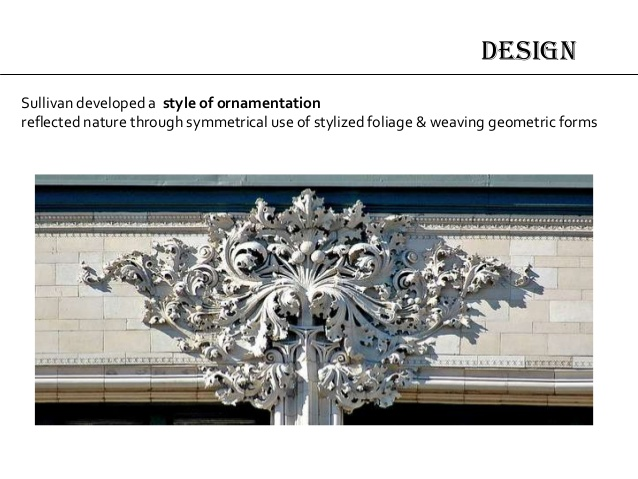 DESIGN
Sullivan developed a style of ornamentation
reflected nature through symmetrical use of stylized foliage & weaving geometric forms